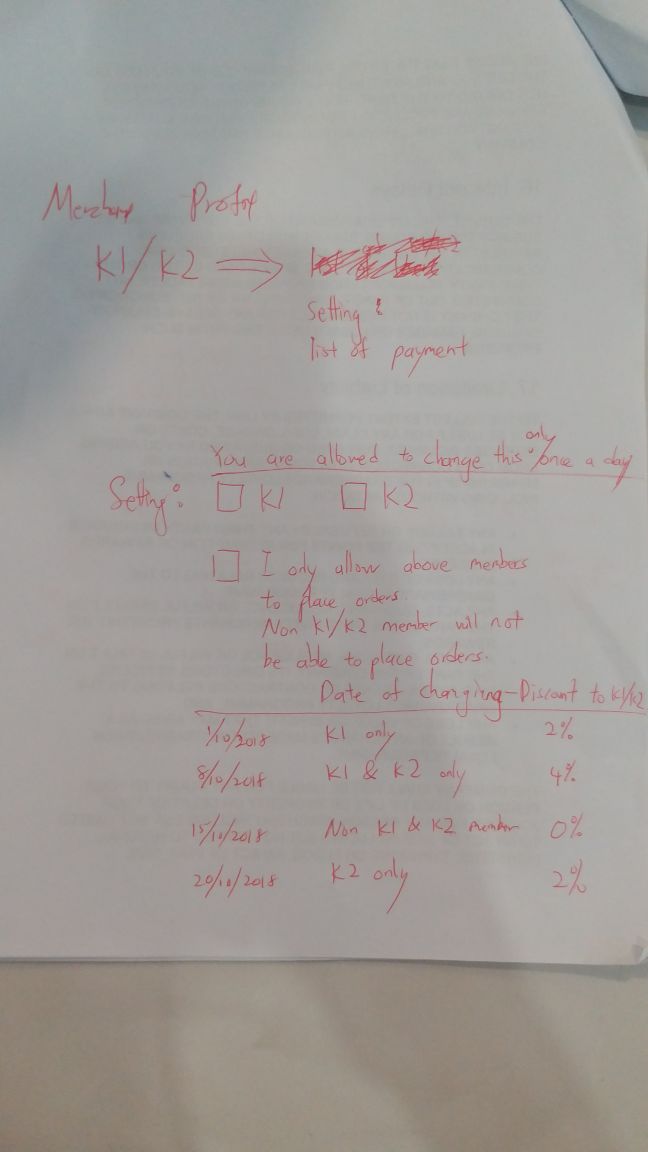 K1/K2 ⇒
Setting :
list of payment
only
You are allowed to change this once a day
Setting: □ K1 □ K2
□ I only allow above members
to place orders.
Non K1/K2 member will not
be able to place orders.
Date of changing - Discount to K1/K2
1/10/2018 K1 only 2%
8/10/2018 K1 & K2 only 4%
15/10/2018 Non K1 & K2 member 0%
20/10/2018 K2 only 2%